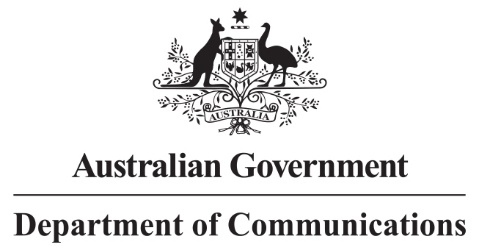 AUSTRALIA
Australian Government
Department of Communications